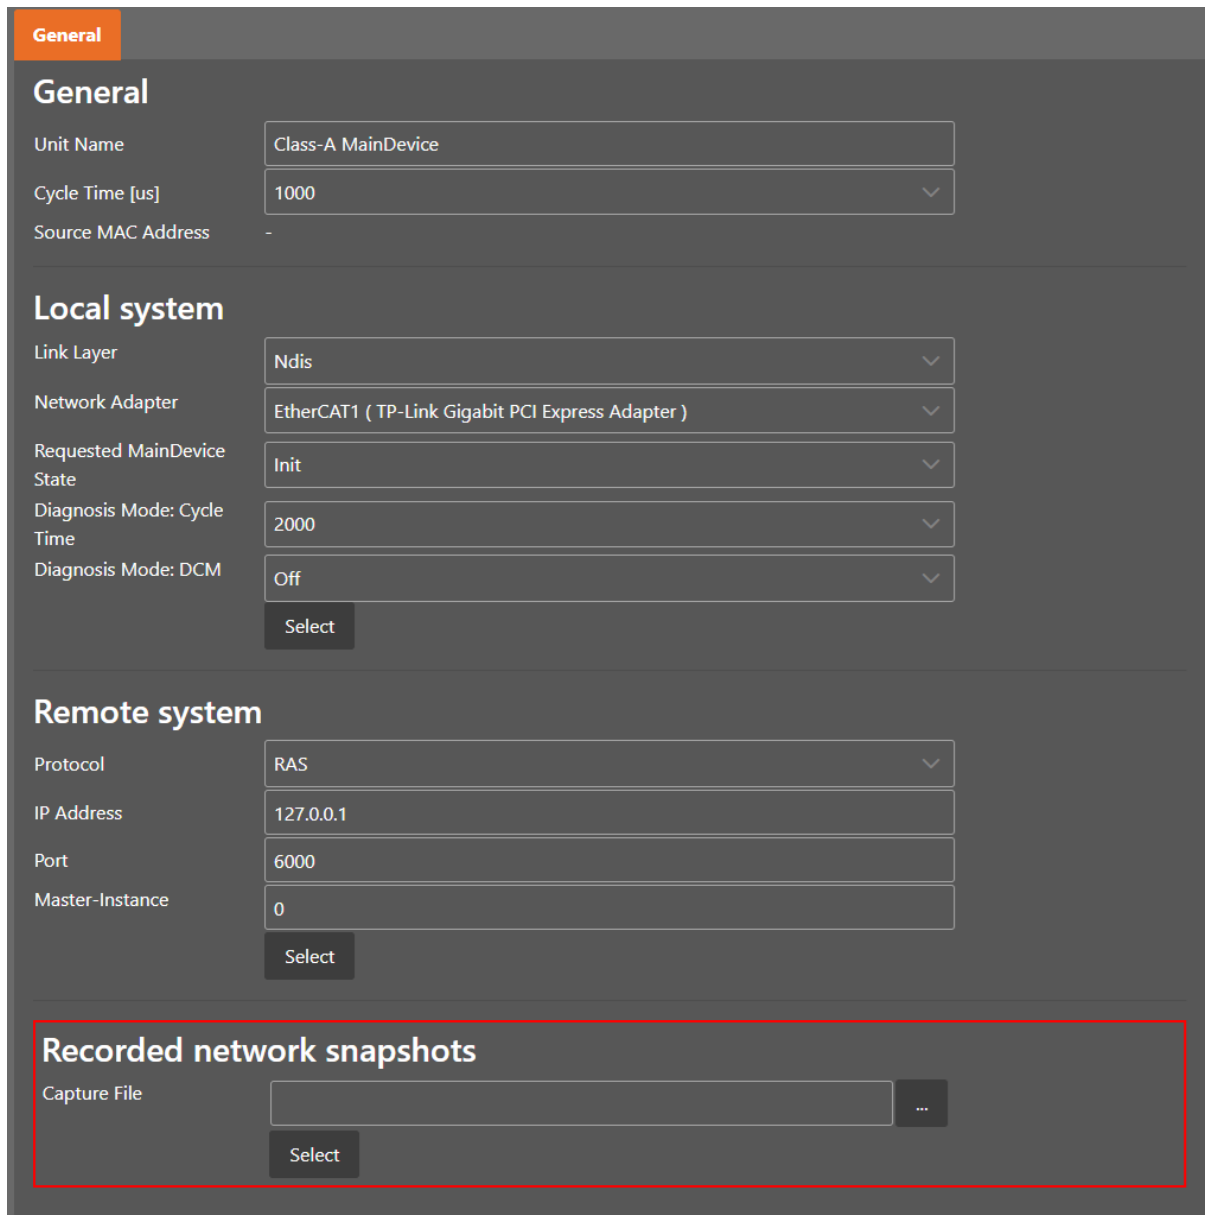 General
General
Unit Name
Class-A MainDevice
Cycle Time [us]
1000
Source MAC Address
-
Local system
Link Layer
Ndis
Network Adapter
EtherCAT1 ( TP-Link Gigabit PCI Express Adapter )
Requested MainDevice
State
Init
Diagnosis Mode: Cycle
Time
2000
Diagnosis Mode: DCM
Off
Select
Remote system
Protocol
RAS
IP Address
127.0.0.1
Port
6000
Master-Instance
0
Select
Recorded network snapshots
Capture File
...
Select